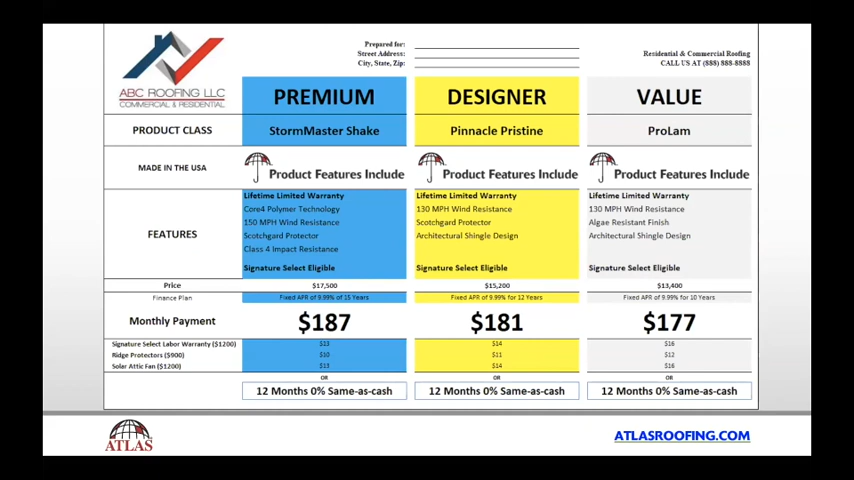 Prepared for:
Street Address:
City, State, Zip:
Residential & Commercial Roofing
CALL US AT (888) 888-8888
ABC ROOFING LLC
COMMERCIAL & RESIDENTIAL
PREMIUM DESIGNER VALUE
PRODUCT CLASS StormMaster Shake Pinnacle Pristine ProLam
MADE IN THE USA Product Features Include Product Features Include Product Features Include
FEATURES
Lifetime Limited Warranty
Core4 Polymer Technology
150 MPH Wind Resistance
Scotchgard Protector
Class 4 Impact Resistance
Signature Select Eligible
Lifetime Limited Warranty
130 MPH Wind Resistance
Scotchgard Protector
Architectural Shingle Design
Signature Select Eligible
Lifetime Limited Warranty
130 MPH Wind Resistance
Algae Resistant Finish
Architectural Shingle Design
Signature Select Eligible
Price $17,500 $15,200 $13,400
Finance Plan Fixed APR of 9.99% of 15 Years Fixed APR of 9.99% for 12 Years Fixed APR of 9.99% for 10 Years
Monthly Payment $187 $181 $177
Signature Select Labor Warranty ($1200) $13 $14 $16
Ridge Protectors ($900) $10 $11 $12
Solar Attic Fan ($1200) $13 $14 $16
OR OR OR
12 Months 0% Same-as-cash 12 Months 0% Same-as-cash 12 Months 0% Same-as-cash
ATLAS
ATLASROOFING.COM